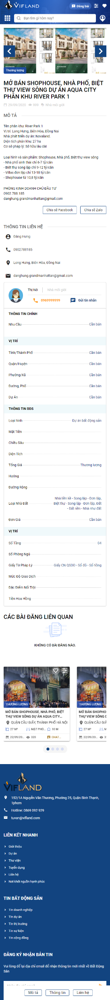 VIFLAND
Đăng bài
Bạn tìm gì hôm nay?
Thương lượng
MỞ BÁN SHOPHOUSE, NHÀ PHỐ, BIỆT
THỰ VIEW SÔNG DỰ ÁN AQUA CITY
PHÂN KHU RIVER PARK 1
29/09/2020 999 Nhà môi giới
MÔ TẢ
Tên phân khu: River Park 1
Vị trí: Long Hưng, Biên Hòa, Đồng Nai
Nhà phát triển dự án: Novaland.
Diện tích phân khu: 27 ha
Cơ sở pháp lý: Sở hữu lâu dài
Loại hình và sản phẩm: Shophouse, Nhà phố, Biệt thự view sông
- Nhà phố sinh thái chỉ 6-7 tỷ/căn
- Biệt thự song lập chỉ 9-12 tỷ/căn
- Villas đơn lập chỉ 13-18 tỷ/căn
- Shophouse từ 10,8 tỷ/căn
PHÒNG KINH DOANH CHỦ ĐẦU TƯ
0902.788.185
danghung.grandmanhattan@gmail.com
Chia sẻ Facebook
Chia sẻ Zalo
THÔNG TIN LIÊN HỆ
Đăng Hưng
0902788185
Long Hưng, Biên Hòa, Đồng Nai
danghung.grandmanhattan@gmail.com
Thị Nở Nhà môi giới
0969999999 Gửi tin nhắn
THÔNG TIN CHÍNH
Nhu Cầu Cần bán
VỊ TRÍ
Tỉnh/Thành Phố Cần bán
Quận/Huyện Cần bán
Phường/Xã Cần bán
Đường, Phố Cần bán
Dự Án Cần bán
THÔNG TIN BĐS
Loại hình Dự án bất động sản
Mặt Tiền
Chiều Sâu
Diện Tích
Tổng Giá Thương lượng
Hướng
Đường Rộng
Nhà liền kề - Song lập - Đơn lập,
Loại Nhà Đất Biệt thự - Song lập - Đơn lập, Đất
- Đất nền - Nhà như đất
Đơn Giá Cần bán
VỊ TRÍ
Số Tầng 04
Số Phòng Ngủ
Giấy Tờ Pháp Lý Giấy CN QSDĐ - Sổ đỏ - Sổ hồng
Mức Độ Giao Dịch
Đặc Điểm Nổi Trội
Tiền Hoa Hồng
CÁC BÀI ĐĂNG LIÊN QUAN
KHÔNG CÓ BÀI ĐĂNG NÀO.
THƯƠNG LƯỢNG
MỞ BÁN SHOPHOUSE, NHÀ PHỐ, BIỆT
THỰ VIEW SÔNG DỰ ÁN AQUA CITY...
QUẬN CẦU GIẤY, THÀNH PHỐ HÀ NỘI
27 M² MẶT PHỐ... 10 M
22/09/20... 320 CHAT...
THƯƠNG LƯỢNG
MỞ BÁN SHOPHO
THỰ VIEW SÔNG
QUẬN CẦU GIẤ
27 M² M
22/09/20... 3
VIFLAND
152/1A Nguyễn Văn Thương, Phường 25, Quận Bình Thạnh,
Tphcm
Hotline: 0869 092 929
tuvan@vifland.com
LIÊN KẾT NHANH
Giới thiệu
Dự án
Thư viện
Tuyển dụng
Liên hệ
Nơi khởi nguồn hạnh phúc
TIN BẤT ĐỘNG SẢN
Tin doanh nghiệp
Tin dự án
Tin thị trường
Tin sự kiện
Tin cộng đồng
ĐĂNG KÝ NHẬN BẢN TIN
Vui lòng để lại địa chỉ email để nhận thông tin mới nhất về Bất Động
Sản
Mô tả
Thông tin
Liên hệ